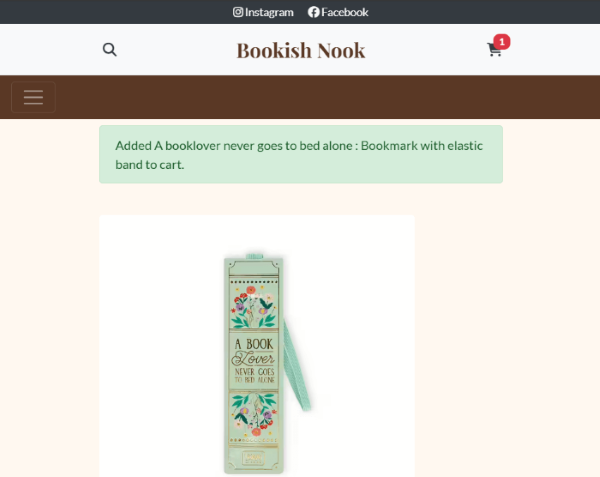 Instagram Facebook
Bookish Nook
1
Added A booklover never goes to bed alone : Bookmark with elastic
band to cart.
A BOOK
Lover
NEVER GOES
TO BED ALONE